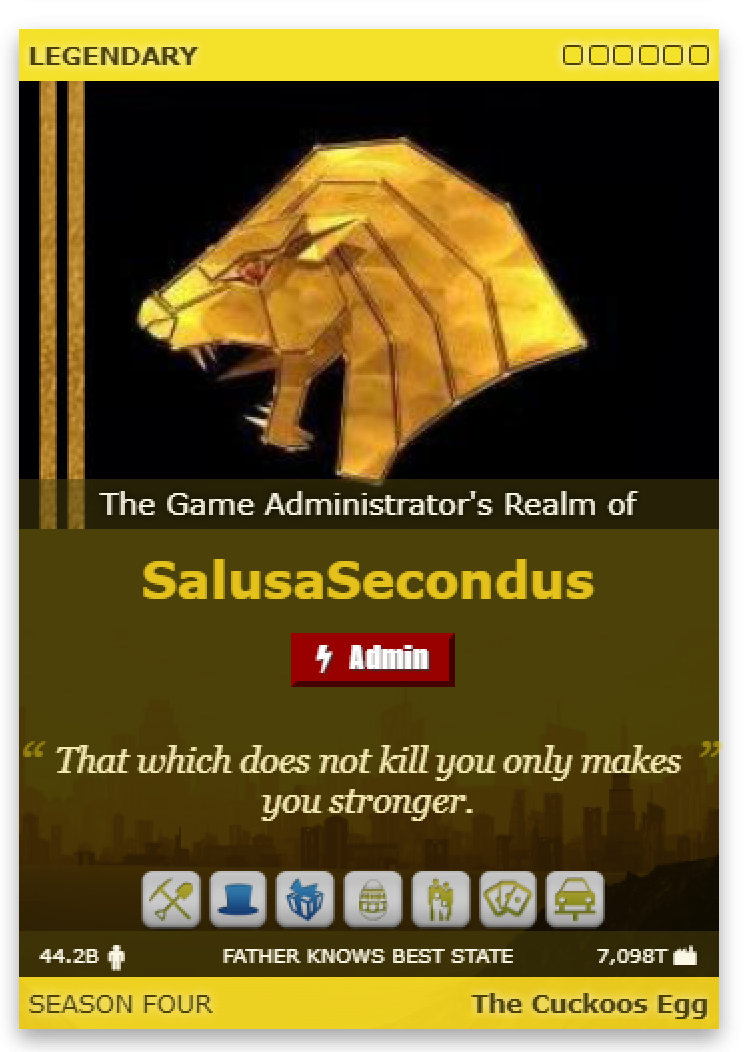 LEGENDARY
The Game Administrator's Realm of
SalusaSecondus
Admin
“ That which does not kill you only makes ”
you stronger.
44.2B FATHER KNOWS BEST STATE 7,098T
SEASON FOUR The Cuckoos Egg